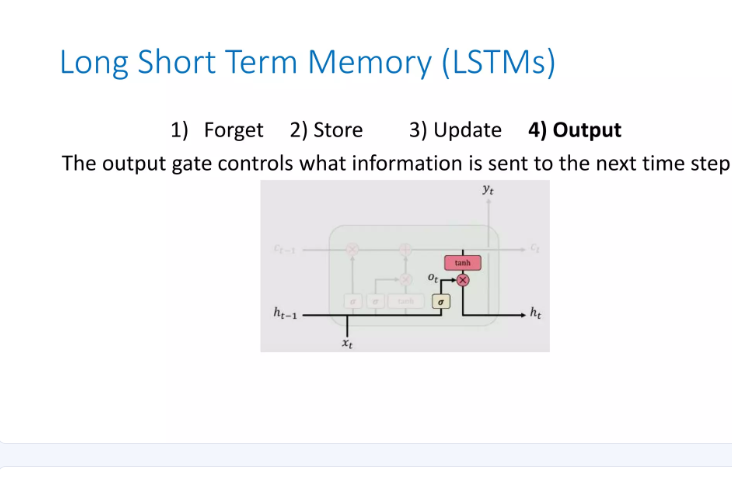 Long Short Term Memory (LSTMs)
1) Forget 2) Store 3) Update 4) Output
The output gate controls what information is sent to the next time step
yₜ
cₜ₋₁
cₜ
tanh
oₜ
σ σ tanh σ
hₜ₋₁
hₜ
xₜ